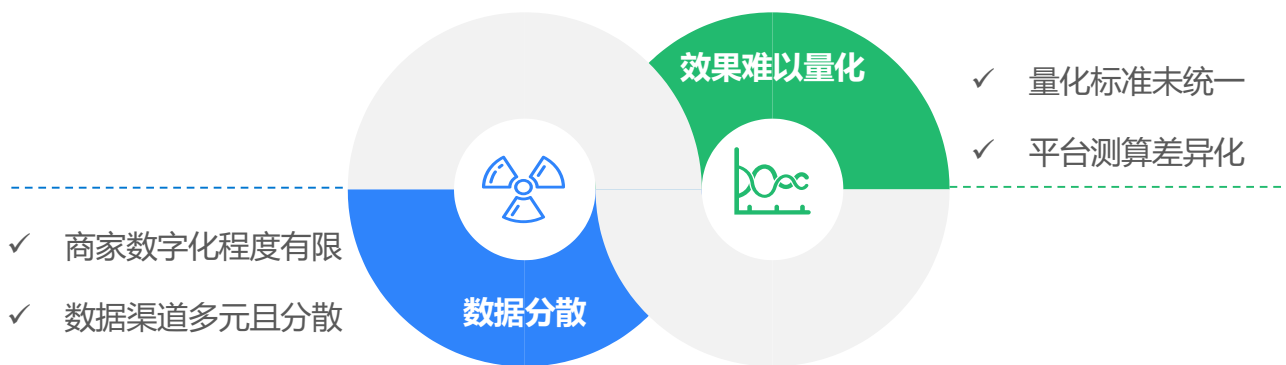 效果难以量化
✓ 量化标准未统一
✓ 平台测算差异化
✓ 商家数字化程度有限
✓ 数据渠道多元且分散
数据分散